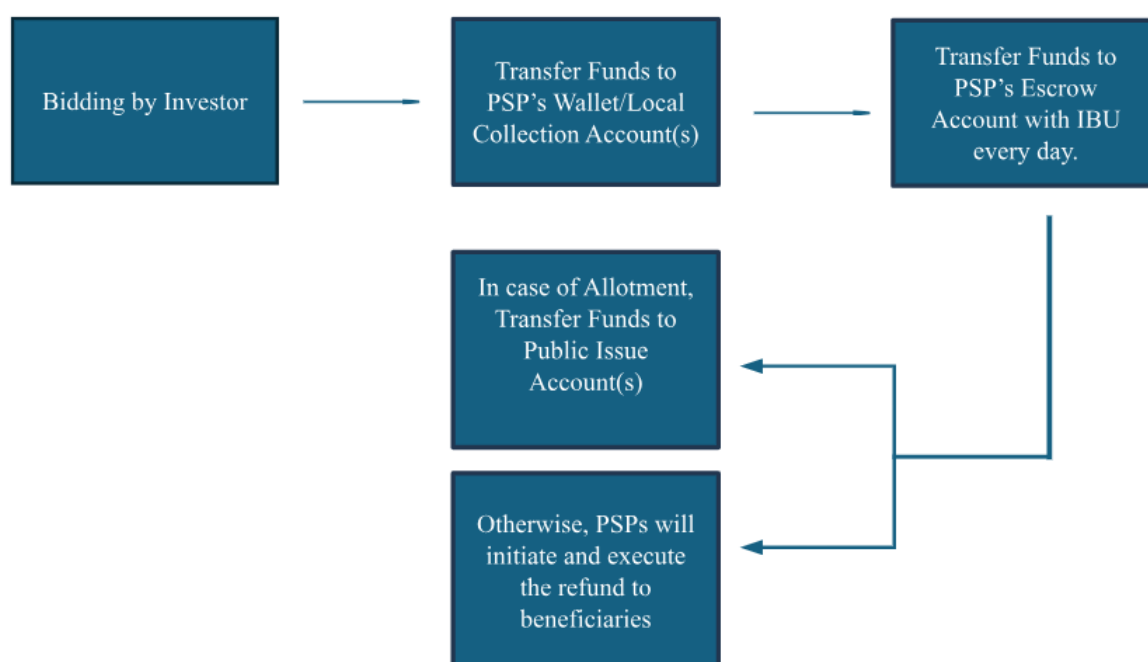 Bidding by Investor
Transfer Funds to
PSP’s Wallet/Local
Collection Account(s)
Transfer Funds to
PSP’s Escrow
Account with IBU
every day.
In case of Allotment,
Transfer Funds to
Public Issue
Account(s)
Otherwise, PSPs will
initiate and execute
the refund to
beneficiaries